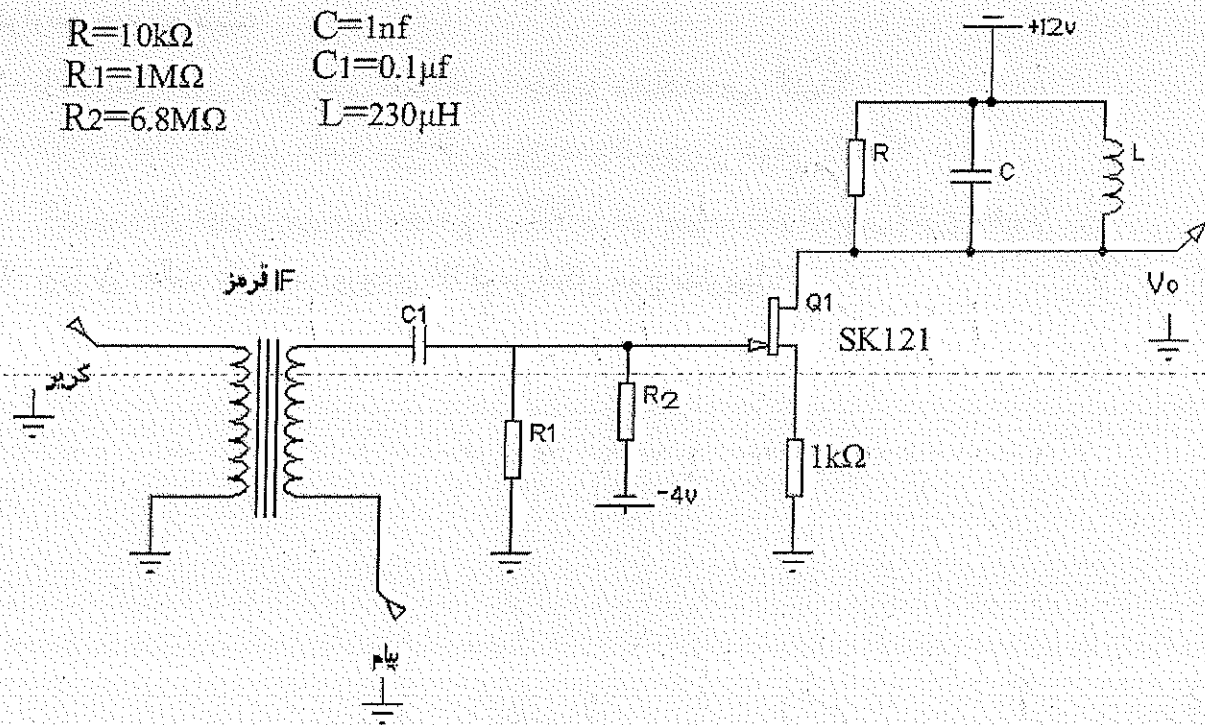 R=10kΩ
C=1nf
R1=1MΩ
C1=0.1μf
R2=6.8MΩ
L=230μH
+12v
R
C
L
IF قرمز
C1
Q1
Vo
SK121
کریر
R1
R2
1kΩ
-4v
پیام